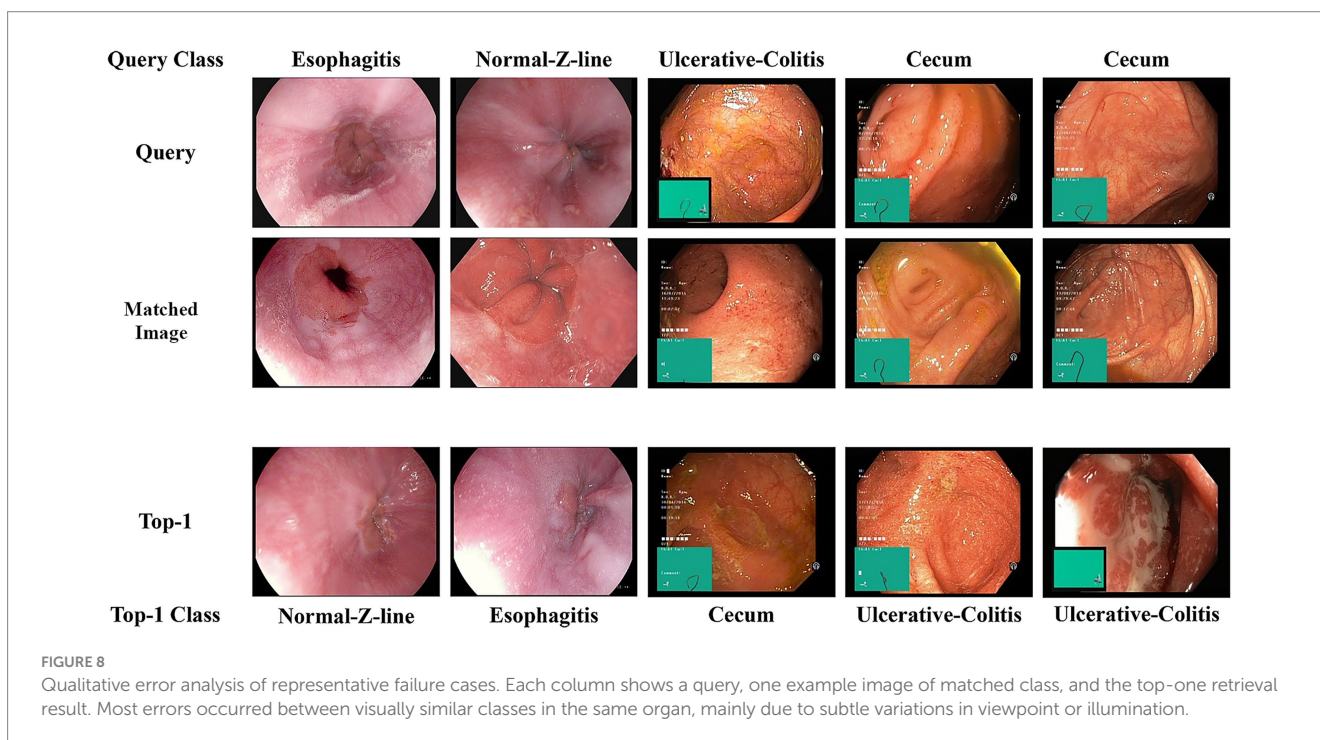 Query Class Esophagitis Normal-Z-line Ulcerative-Colitis Cecum Cecum
Query
Matched
Image
Top-1
Top-1 Class Normal-Z-line Esophagitis Cecum Ulcerative-Colitis Ulcerative-Colitis
FIGURE 8
Qualitative error analysis of representative failure cases. Each column shows a query, one example image of matched class, and the top-one retrieval
result. Most errors occurred between visually similar classes in the same organ, mainly due to subtle variations in viewpoint or illumination.